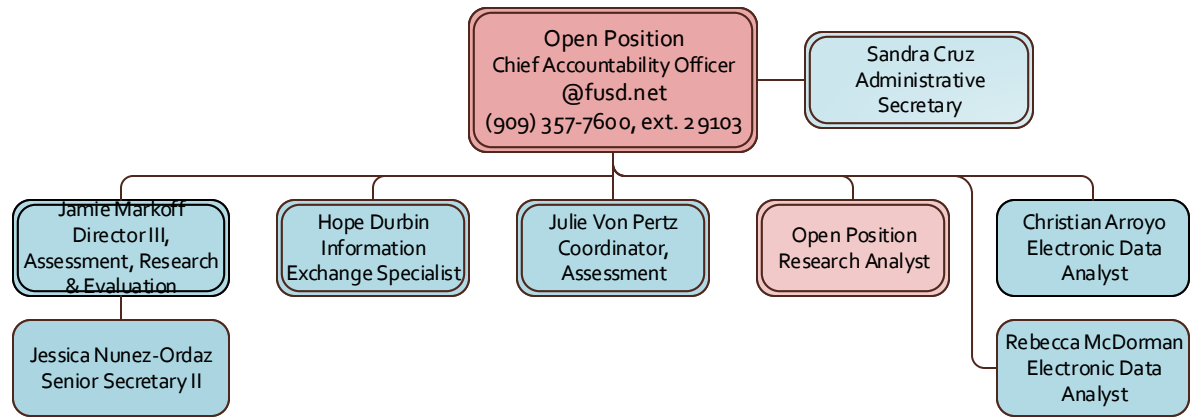 Open Position
Chief Accountability Officer
@fusd.net
(909) 357-7600, ext. 29103
Sandra Cruz
Administrative
Secretary
Jamie Markoff
Director III,
Assessment, Research
& Evaluation
Hope Durbin
Information
Exchange Specialist
Julie Von Pertz
Coordinator,
Assessment
Open Position
Research Analyst
Christian Arroyo
Electronic Data
Analyst
Jessica Nunez-Ordaz
Senior Secretary II
Rebecca McDorman
Electronic Data
Analyst